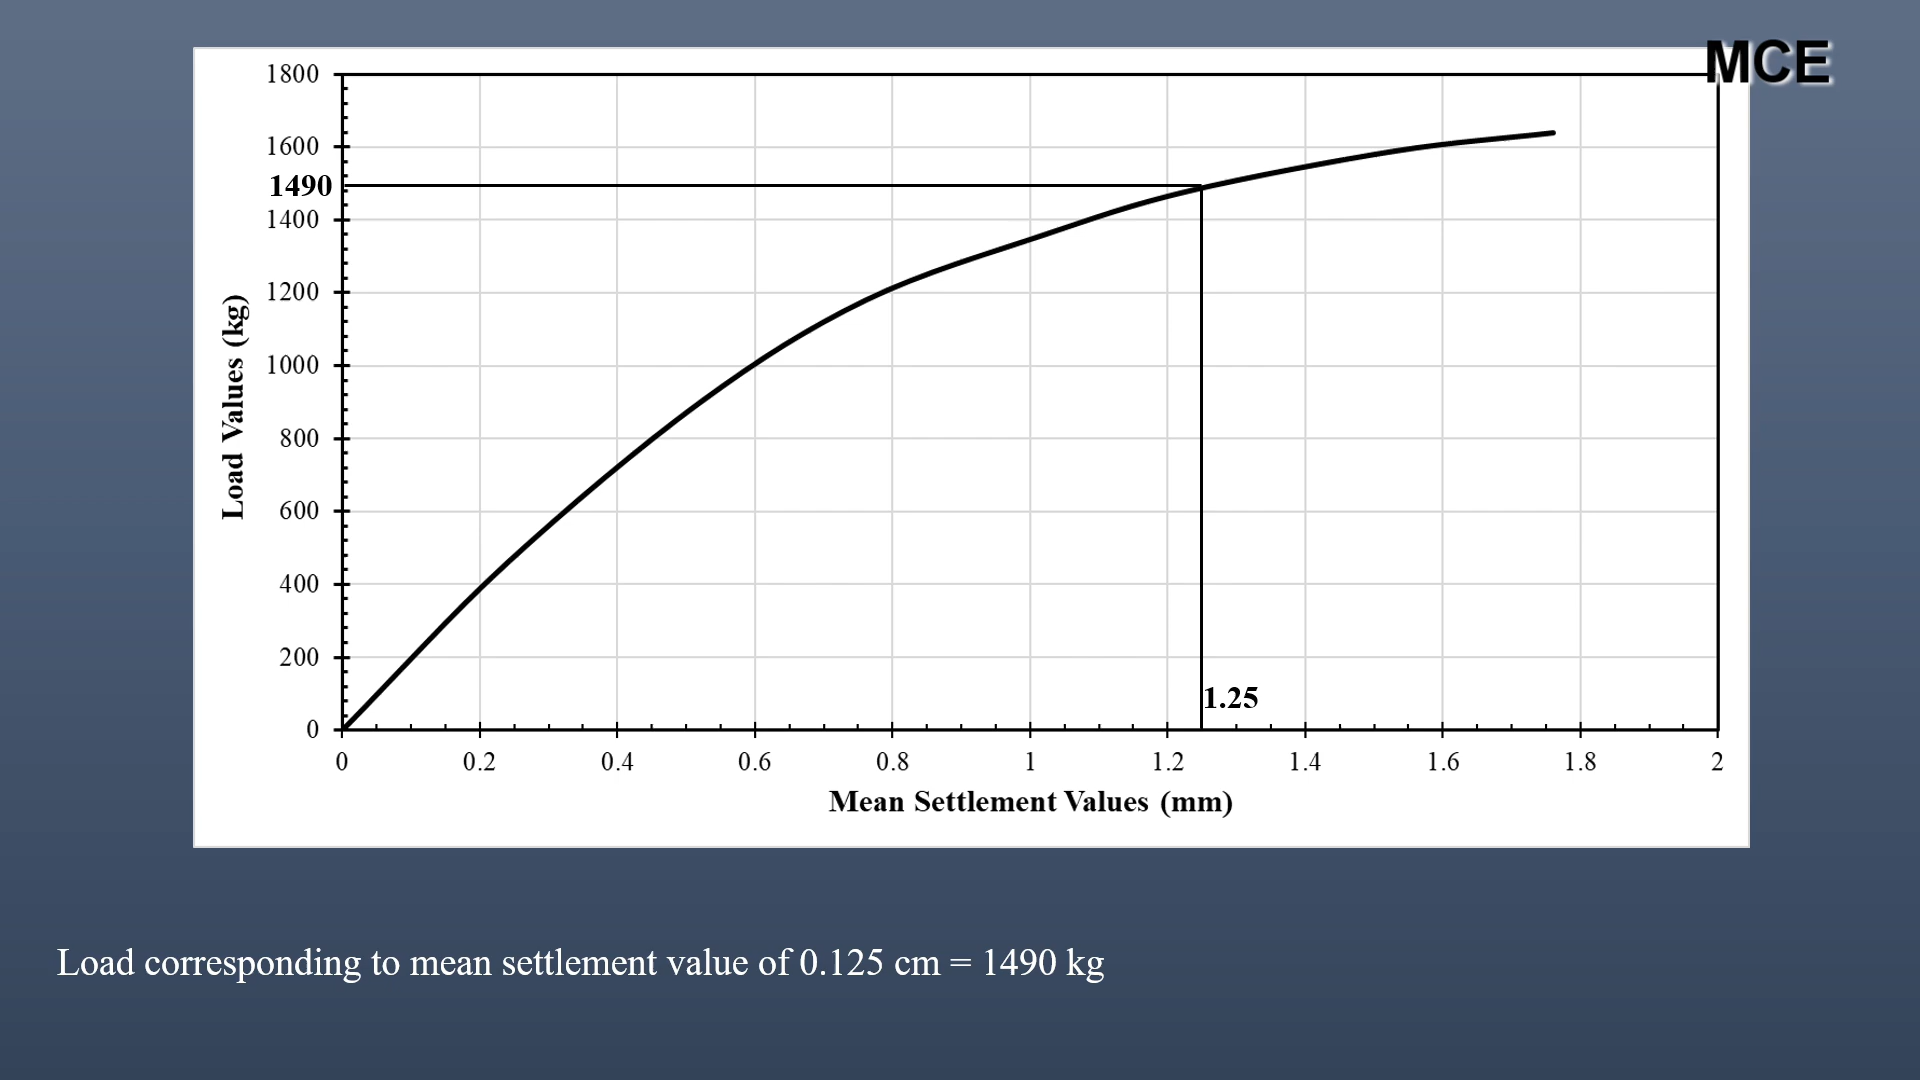 MCE
1800
1600
1490
1400
1200
1000
800
600
400
200
0
Load Values (kg)
1.25
0 0.2 0.4 0.6 0.8 1 1.2 1.4 1.6 1.8 2
Mean Settlement Values (mm)
Load corresponding to mean settlement value of 0.125 cm = 1490 kg